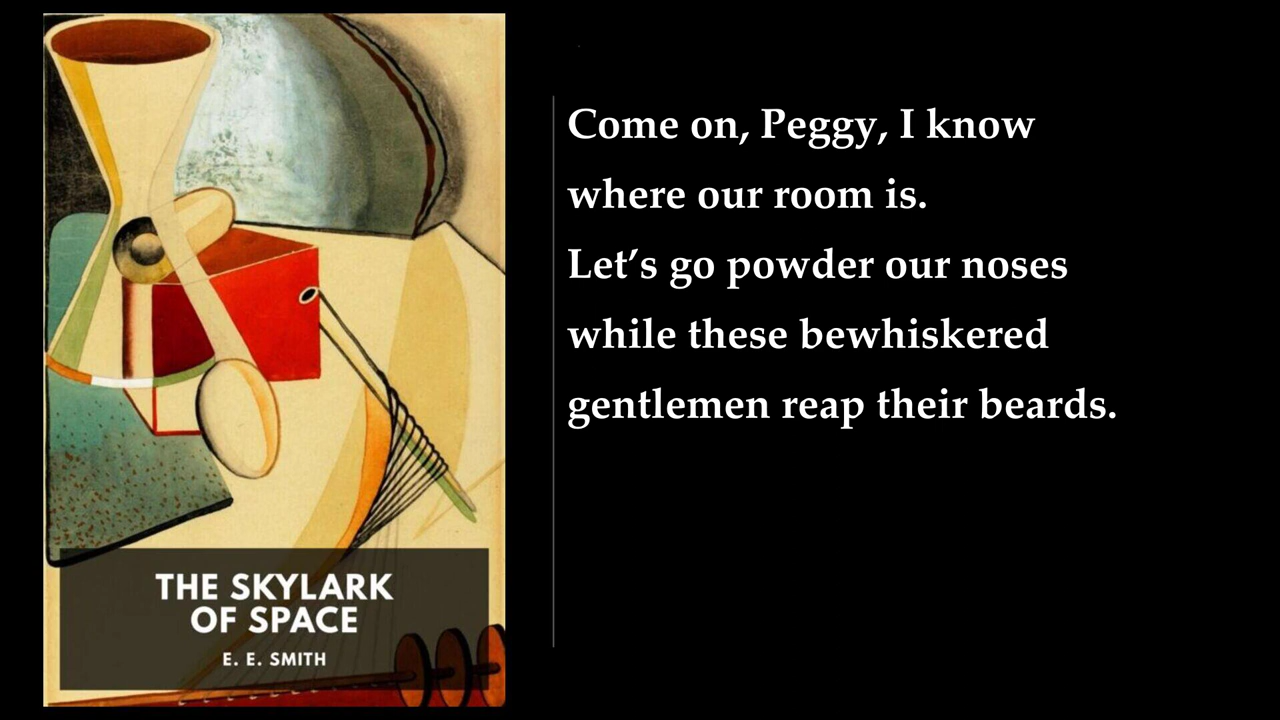 THE SKYLARK
OF SPACE
E. E. SMITH
Come on, Peggy, I know
where our room is.
Let’s go powder our noses
while these bewhiskered
gentlemen reap their beards.